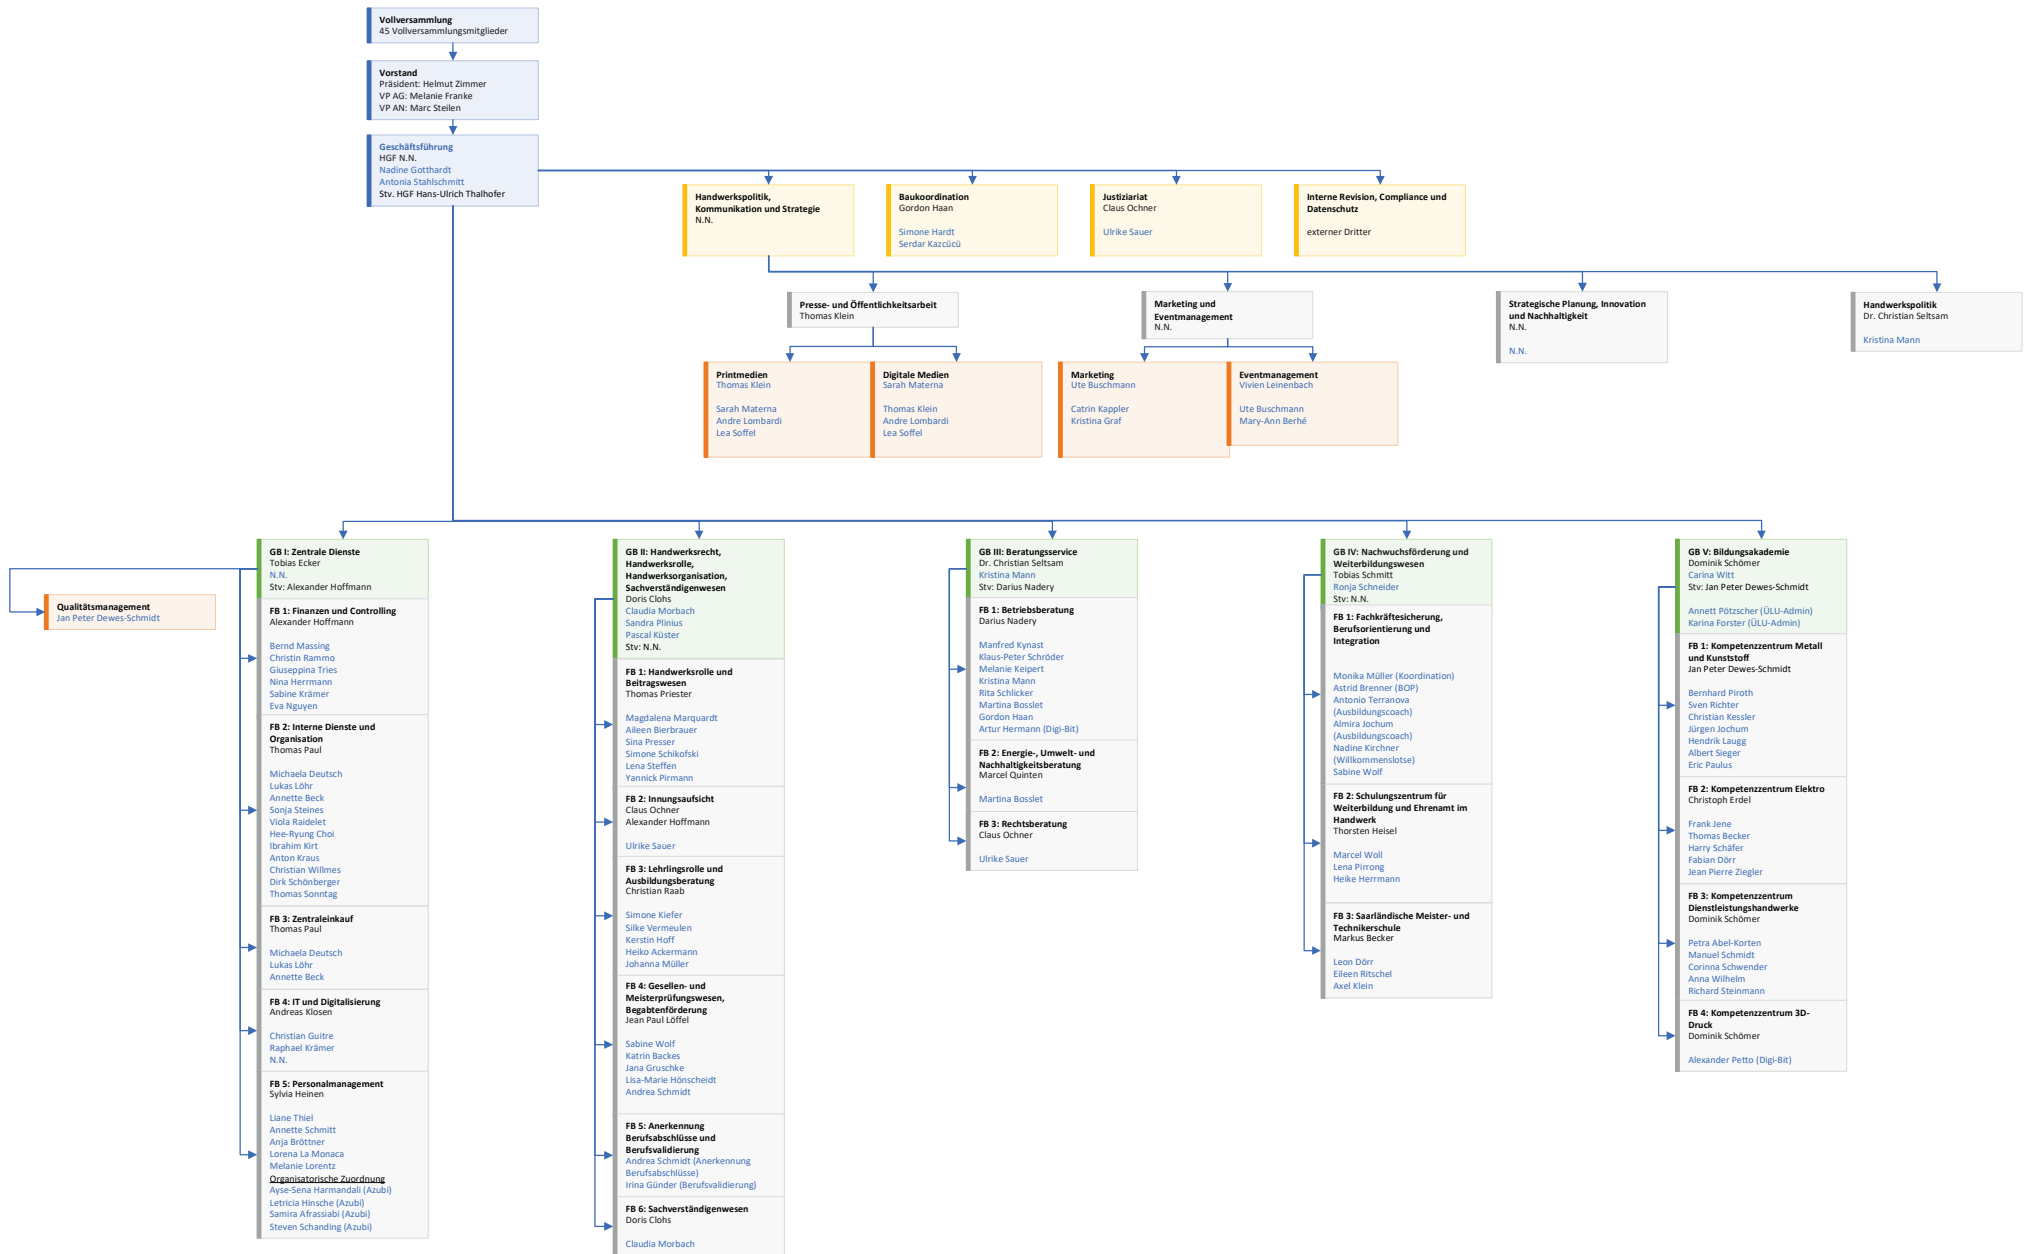 Vollversammlung
45 Vollversammlungsmitglieder
Vorstand
Präsident: Helmut Zimmer
VP AG: Melanie Franke
VP AN: Marc Steilen
Geschäftsführung
HGF N.N.
Nadine Gotthardt
Antonia Stahlschmitt
Stv. HGF Hans-Ulrich Thalhofer
Handwerkspolitik,
Kommunikation und Strategie
N.N.
Baukoordination
Gordon Haan
Simone Hardt
Serdar Kazcücü
Justiziariat
Claus Ochner
Ulrike Sauer
Interne Revision, Compliance und
Datenschutz
externer Dritter
Presse- und Öffentlichkeitsarbeit
Thomas Klein
Marketing und
Eventmanagement
N.N.
Strategische Planung, Innovation
und Nachhaltigkeit
N.N.
N.N.
Handwerkspolitik
Dr. Christian Seltsam
Kristina Mann
Printmedien
Thomas Klein
Sarah Materna
Andre Lombardi
Lea Soffel
Digitale Medien
Sarah Materna
Thomas Klein
Andre Lombardi
Lea Soffel
Marketing
Ute Buschmann
Catrin Kappler
Kristina Graf
Eventmanagement
Vivien Leinenbach
Ute Buschmann
Mary-Ann Berhé
Qualitätsmanagement
Jan Peter Dewes-Schmidt
GB I: Zentrale Dienste
Tobias Ecker
N.N.
Stv: Alexander Hoffmann
FB 1: Finanzen und Controlling
Alexander Hoffmann
Bernd Massing
Christin Rammo
Giuseppina Tries
Nina Herrmann
Sabine Krämer
Eva Nguyen
FB 2: Interne Dienste und
Organisation
Thomas Paul
Michaela Deutsch
Lukas Löhr
Annette Beck
Sonja Steines
Viola Raidelet
Hee-Ryung Choi
Ibrahim Kirt
Anton Kraus
Christian Willmes
Dirk Schönberger
Thomas Sonntag
FB 3: Zentraleinkauf
Thomas Paul
Michaela Deutsch
Lukas Löhr
Annette Beck
FB 4: IT und Digitalisierung
Andreas Klosen
Christian Guitre
Raphael Krämer
N.N.
FB 5: Personalmanagement
Sylvia Heinen
Liane Thiel
Annette Schmitt
Anja Bröttner
Lorena La Monaca
Melanie Lorentz
Organisatorische Zuordnung
Ayse-Sena Harmandali (Azubi)
Letricia Hinsche (Azubi)
Samira Afrassiabi (Azubi)
Steven Schanding (Azubi)
GB II: Handwerksrecht,
Handwerksrolle,
Handwerksorganisation,
Sachverständigenwesen
Doris Clohs
Claudia Morbach
Sandra Plinius
Pascal Küster
Stv: N.N.
FB 1: Handwerksrolle und
Beitragswesen
Thomas Priester
Magdalena Marquardt
Aileen Bierbrauer
Sina Presser
Simone Schikofski
Lena Steffen
Yannick Pirmann
FB 2: Innungsaufsicht
Claus Ochner
Alexander Hoffmann
Ulrike Sauer
FB 3: Lehrlingsrolle und
Ausbildungsberatung
Christian Raab
Simone Kiefer
Silke Vermeulen
Kerstin Hoff
Heiko Ackermann
Johanna Müller
FB 4: Gesellen- und
Meisterprüfungswesen,
Begabtenförderung
Jean Paul Löffel
Sabine Wolf
Katrin Backes
Jana Gruschke
Lisa-Marie Hönscheidt
Andrea Schmidt
FB 5: Anerkennung
Berufsabschlüsse und
Berufsvalidierung
Andrea Schmidt (Anerkennung
Berufsabschlüsse)
Irina Günder (Berufsvalidierung)
FB 6: Sachverständigenwesen
Doris Clohs
Claudia Morbach
GB III: Beratungsservice
Dr. Christian Seltsam
Kristina Mann
Stv: Darius Nadery
FB 1: Betriebsberatung
Darius Nadery
Manfred Kynast
Klaus-Peter Schröder
Melanie Keipert
Kristina Mann
Rita Schlicker
Martina Bosslet
Gordon Haan
Artur Hermann (Digi-Bit)
FB 2: Energie-, Umwelt- und
Nachhaltigkeitsberatung
Marcel Quinten
Martina Bosslet
FB 3: Rechtsberatung
Claus Ochner
Ulrike Sauer
GB IV: Nachwuchsförderung und
Weiterbildungswesen
Tobias Schmitt
Ronja Schneider
Stv: N.N.
FB 1: Fachkräftesicherung,
Berufsorientierung und
Integration
Monika Müller (Koordination)
Astrid Brenner (BOP)
Antonio Terranova
(Ausbildungscoach)
Almira Jochum
(Ausbildungscoach)
Nadine Kirchner
(Willkommenslotse)
Sabine Wolf
FB 2: Schulungszentrum für
Weiterbildung und Ehrenamt im
Handwerk
Thorsten Heisel
Marcel Woll
Lena Pirrong
Heike Herrmann
FB 3: Saarländische Meister- und
Technikerschule
Markus Becker
Leon Dörr
Eileen Ritschel
Axel Klein
GB V: Bildungsakademie
Dominik Schömer
Carina Witt
Stv: Jan Peter Dewes-Schmidt
Annett Pötzscher (ÜLU-Admin)
Karina Forster (ÜLU-Admin)
FB 1: Kompetenzzentrum Metall
und Kunststoff
Jan Peter Dewes-Schmidt
Bernhard Piroth
Sven Richter
Christian Kessler
Jürgen Jochum
Hendrik Laugg
Albert Sieger
Eric Paulus
FB 2: Kompetenzzentrum Elektro
Christoph Erdel
Frank Jene
Thomas Becker
Harry Schäfer
Fabian Dörr
Jean Pierre Ziegler
FB 3: Kompetenzzentrum
Dienstleistungshandwerke
Dominik Schömer
Petra Abel-Korten
Manuel Schmidt
Corinna Schwender
Anna Wilhelm
Richard Steinmann
FB 4: Kompetenzzentrum 3D-
Druck
Dominik Schömer
Alexander Petto (Digi-Bit)